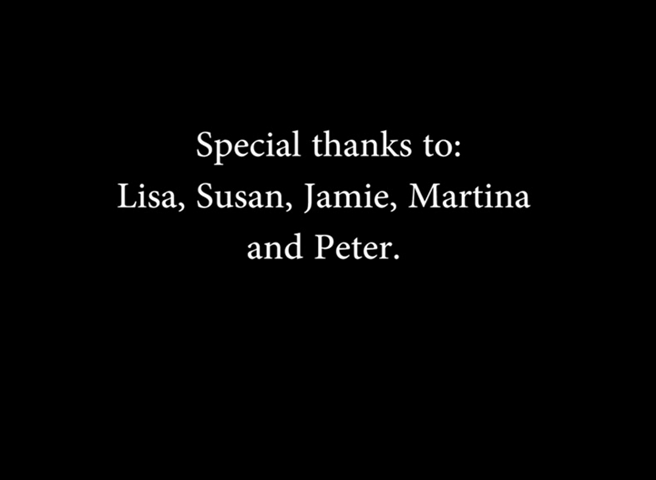 Special thanks to:
Lisa, Susan, Jamie, Martina
and Peter.